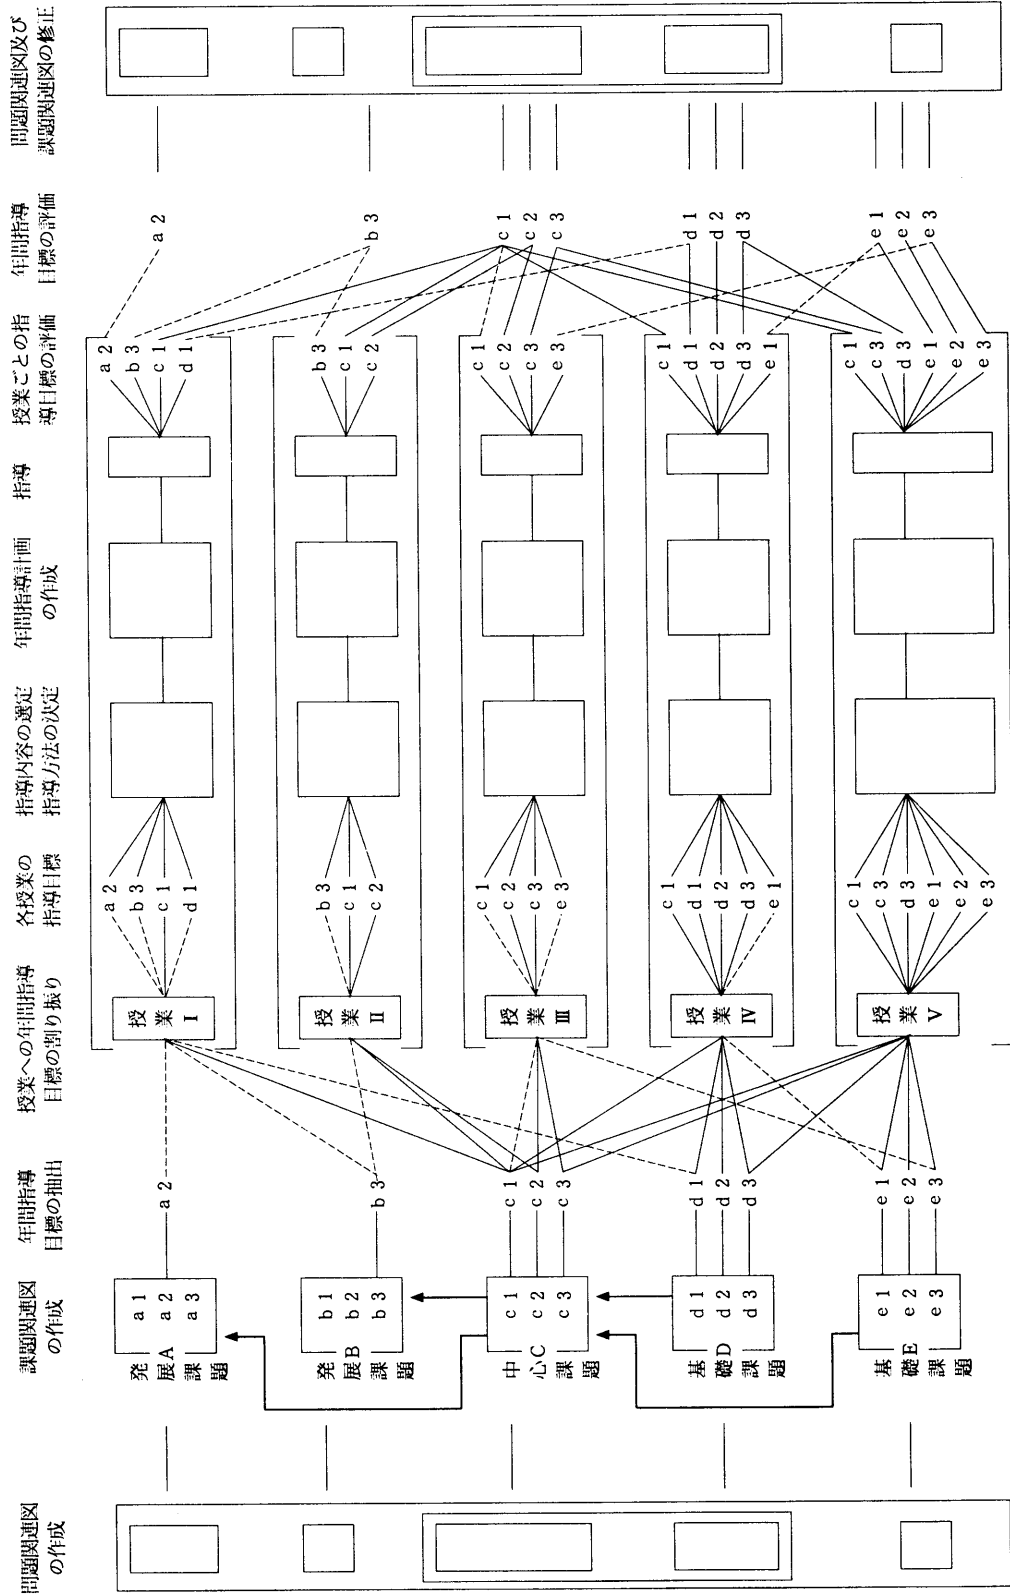 問題関連図
の作成
課題関連図
の作成
年間指導
目標の抽出
授業への年間指導
目標の割り振り
各授業の
指導目標
指導内容の選定
指導方法の決定
年間指導計画
の作成
指導
授業ごとの指
導目標の評価
年間指導
目標の評価
問題関連図及び
課題関連図の修正
発展A課題
a1
a2
a3
a2
授業Ⅰ
a2
b3
c1
d1
a2
b3
c1
d1
a2
発展B課題
b1
b2
b3
b3
授業Ⅱ
b3
c1
c2
b3
c1
c2
b3
中心C課題
c1
c2
c3
c1
c2
c3
授業Ⅲ
c1
c2
c3
e3
c1
c2
c3
e3
c1
c2
c3
基礎D課題
d1
d2
d3
d1
d2
d3
授業Ⅳ
c1
d1
d2
d3
e1
c1
d1
d2
d3
e1
d1
d2
d3
基礎E課題
e1
e2
e3
e1
e2
e3
授業Ⅴ
c1
c3
d3
e1
e2
e3
c1
c3
d3
e1
e2
e3
e1
e2
e3